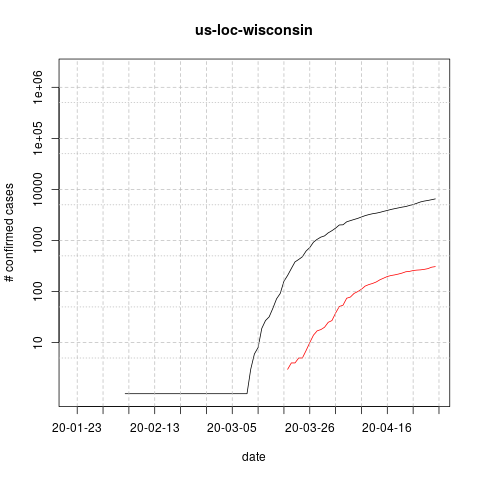 us-loc-wisconsin
# confirmed cases
1e+06
1e+05
10000
1000
100
10
20-01-23
20-02-13
20-03-05
20-03-26
20-04-16
date